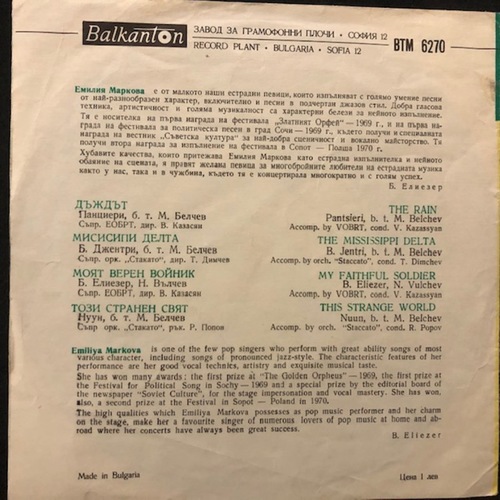 Balkanton
ЗАВОД ЗА ГРАМОФОННИ ПЛОЧИ · СОФИЯ 12
RECORD PLANT · BULGARIA · SOFIA 12
BTM 6270
Емилия Маркова е от малкото наши естрадни певици, които изпълняват с голямо умение песни
от най-разнообразен характер, включително и песни в подчертан джазов стил. Добра гласова
техника, артистичност и голяма музикалност са характерни белези за нейното изпълнение.
Тя е носителка на първа награда на фестивала „Златният Орфей" — 1969 г., и на първа на-
града на фестивала за политическа песен в град Сочи — 1969 г., където получи и специалната
награда на вестник „Съветска култура" за най-добра сценичност и вокално майсторство. Тя
получи втора награда за изпълнение на фестивала в Сопот — Полша 1970 г.
Хубавите качества, които притежава Емилия Маркова като естрадна изпълнителка и нейното
обаяние на сцената, я правят желана певица за многобройните любители на естрадната музика
както у нас, така и в чужбина, където тя е концертирала многократно и с голям успех.
Б. Елиезер
ДЪЖДЪТ
Панциери, б. т. М. Белчев
Съпр. ЕОБРТ, дир. В. Казасян
МИСИСИПИ ДЕЛТА
Б. Джентри, б. т. М. Белчев
Съпр. орк. „Стакато", дир. Т. Димчев
МОЯТ ВЕРЕН ВОЙНИК
Б. Елиезер, Н. Вълчев
Съпр. ЕОБРТ, дир. В. Казасян
ТОЗИ СТРАНЕН СВЯТ
Нуун, б. т. М. Белчев
Съпр орк. „Стакато", рък. Р. Попов
THE RAIN
Pantsieri, b. t. M. Belchev
Accomp. by VOBRT, cond. V. Kazassyan
THE MISSISSIPPI DELTA
B. Jentri, b. t. M. Belchev
Accomp. by orch. "Staccato", cond. T. Dimchev
MY FAITHFUL SOLDIER
B. Eliezer, N. Vulchev
Accomp. by VOBRT, cond. V. Kazassyan
THIS STRANGE WORLD
Nuun, b. t. M. Belchev
Accomp. by orch. "Staccato", cond. R. Popov
Emiliya Markova is one of the few pop singers who perform with great ability songs of most
various character, including songs of pronounced jazz-style. The characteristic features of her
performance are her good vocal technics, artistry and exquisite musical taste.
She has won many awards: the first prize at "The Golden Orpheus" — 1969, the first prize at
the Festival for Political Song in Sochy — 1969 and a special prize by the editorial board of
the newspaper "Soviet Culture", for the stage impersonation and vocal mastery. She has won,
also, a second prize at the Festival in Sopot — Poland in 1970.
The high qualities which Emiliya Markova possesses as pop music performer and her charm
on the stage, make her a favourite singer of numerous lovers of pop music at home and ab-
road where her concerts have always been great success.
B. Eliezer
Made in Bulgaria
Цена 1 лев